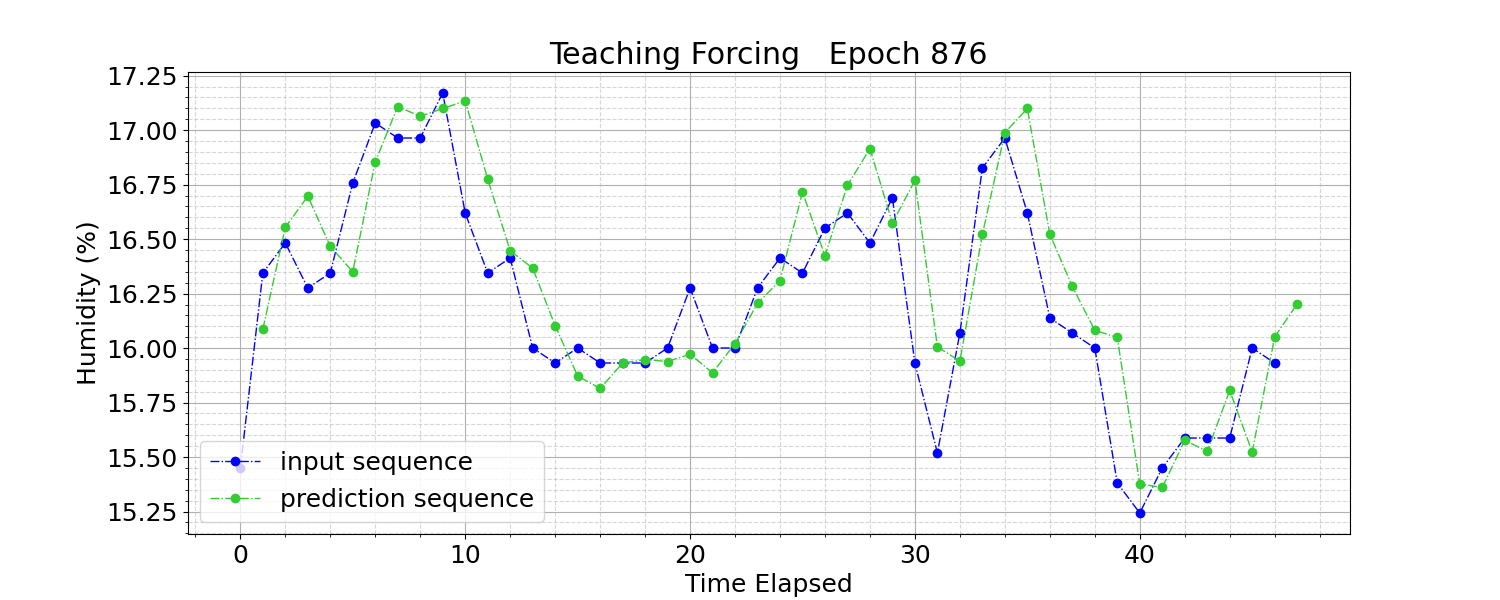 Teaching Forcing   Epoch 876
Humidity (%)
17.25
17.00
16.75
16.50
16.25
16.00
15.75
15.50
15.25
input sequence
prediction sequence
0 10 20 30 40
Time Elapsed